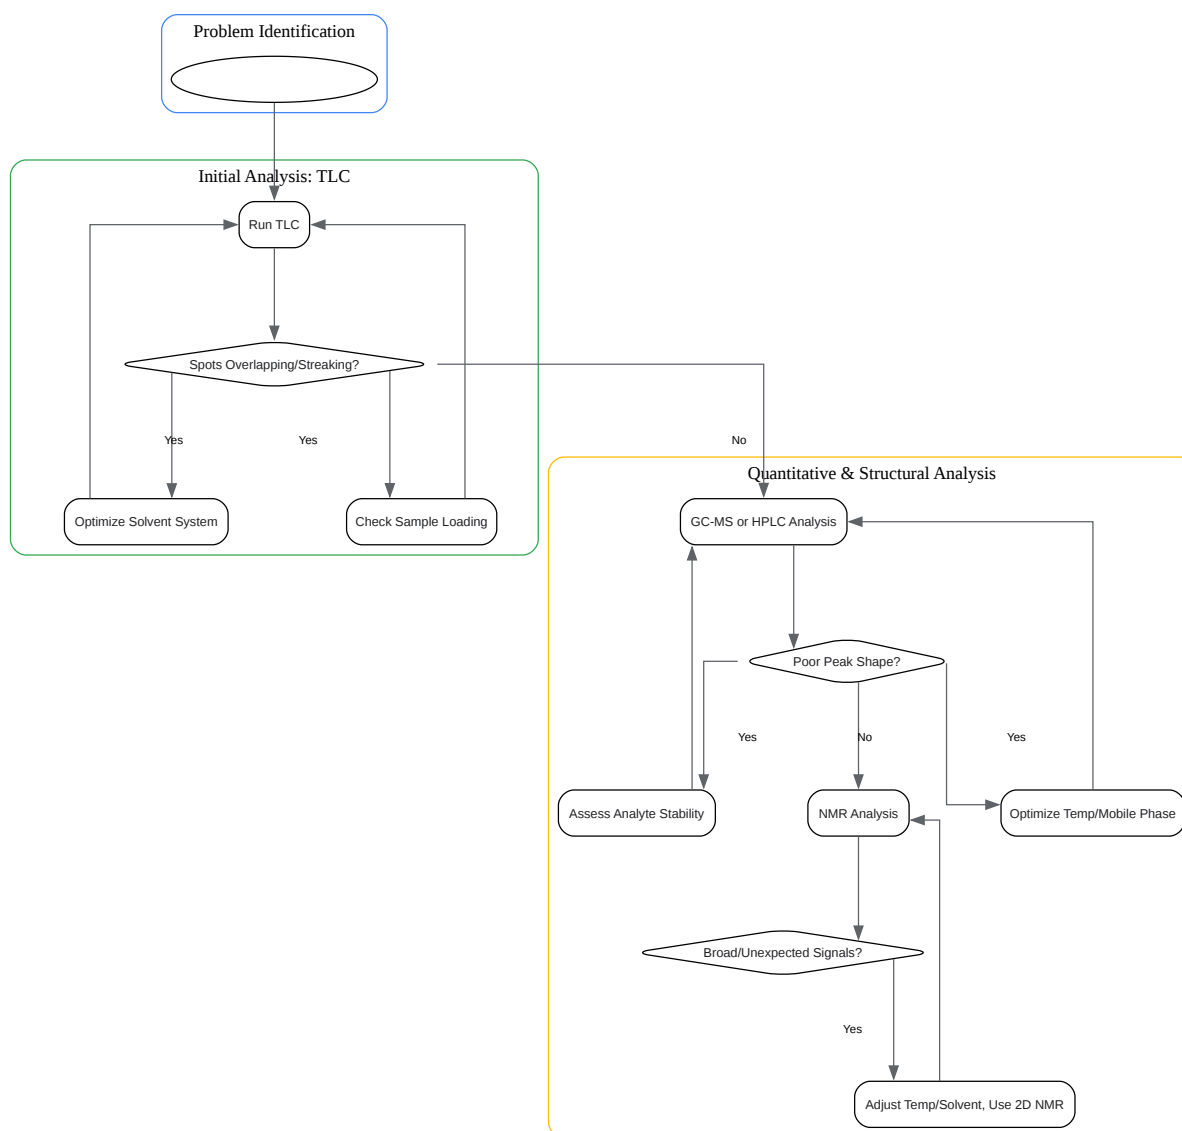 Problem Identification
Initial Analysis: TLC
Run TLC
Spots Overlapping/Streaking?
Yes
Yes
No
Optimize Solvent System
Check Sample Loading
Quantitative & Structural Analysis
GC-MS or HPLC Analysis
Poor Peak Shape?
Yes
No
Yes
Assess Analyte Stability
NMR Analysis
Optimize Temp/Mobile Phase
Broad/Unexpected Signals?
Yes
Adjust Temp/Solvent, Use 2D NMR